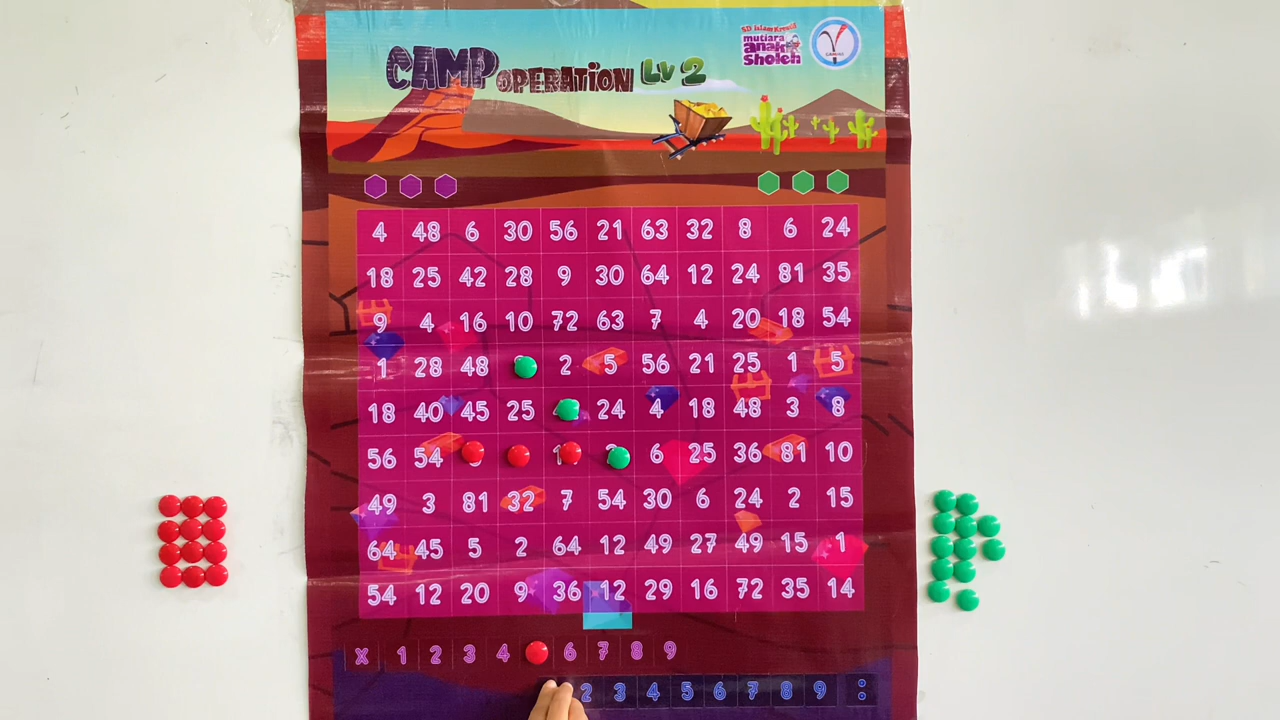 CAMP OPERATION Lv 2
SD Islam Kreatif
mutiara
anak
Sholeh
GAMING
4 48 6 30 56 21 63 32 8 6 24
18 25 42 28 9 30 64 12 24 81 35
9 4 16 10 72 63 7 4 20 18 54
1 28 48 2 5 56 21 25 1 5
18 40 45 25 24 4 18 48 3 8
56 54 6 25 36 81 10
49 3 81 32 7 54 30 6 24 2 15
64 45 5 2 64 12 49 27 49 15 1
54 12 20 9 36 12 29 16 72 35 14
X 1 2 3 4 6 7 8 9
2 3 4 5 6 7 8 9 :